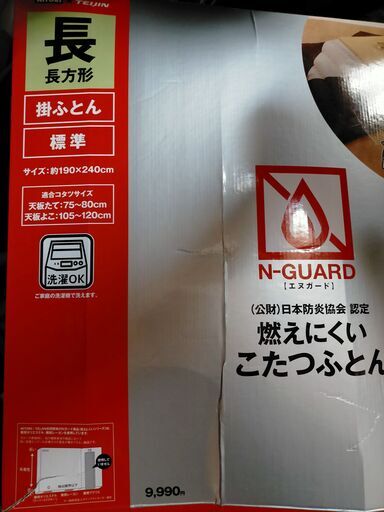 NITORI TEIJIN
長
長方形
掛ふとん
標準
サイズ:約190×240cm
適合コタツサイズ
天板たて:75〜80cm
天板よこ:105〜120cm
洗濯OK
ご家庭の洗濯機で洗えます。
N-GUARD
【エヌガード】
(公財)日本防炎協会 認定
燃えにくい
こたつふとん
9,990円